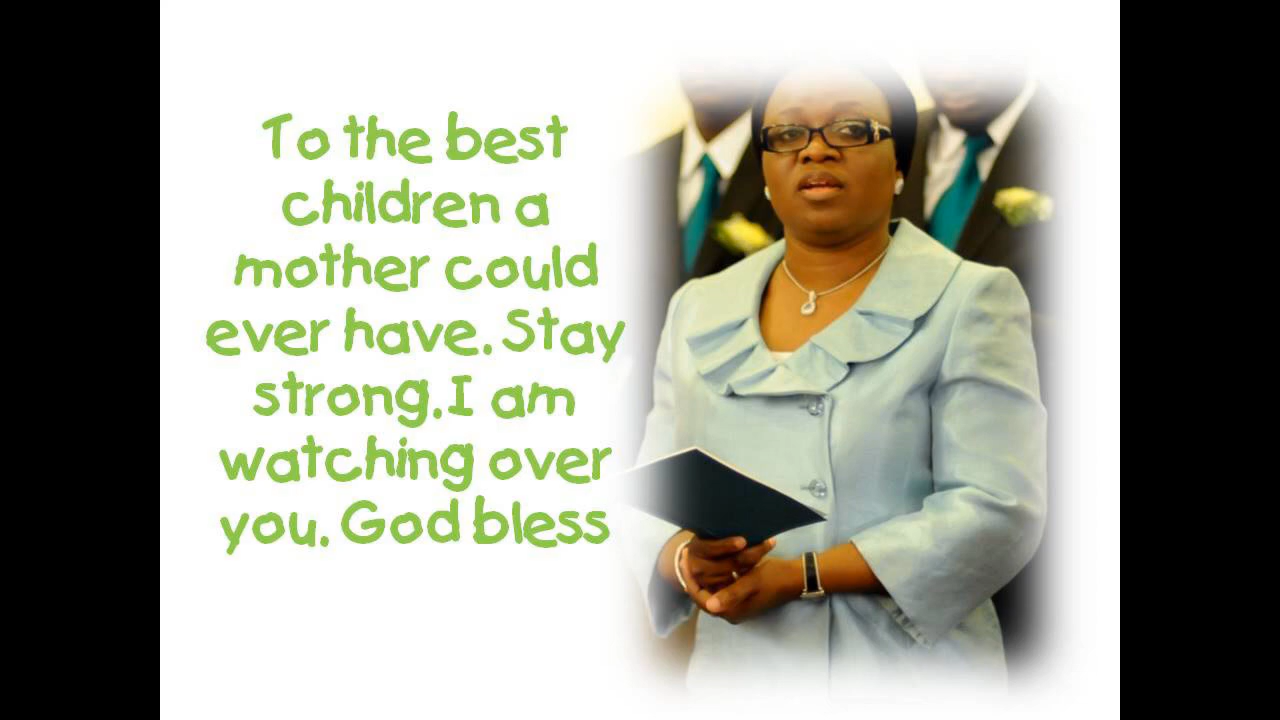 To the best
children a
mother could
ever have. Stay
strong. I am
watching over
you. God bless